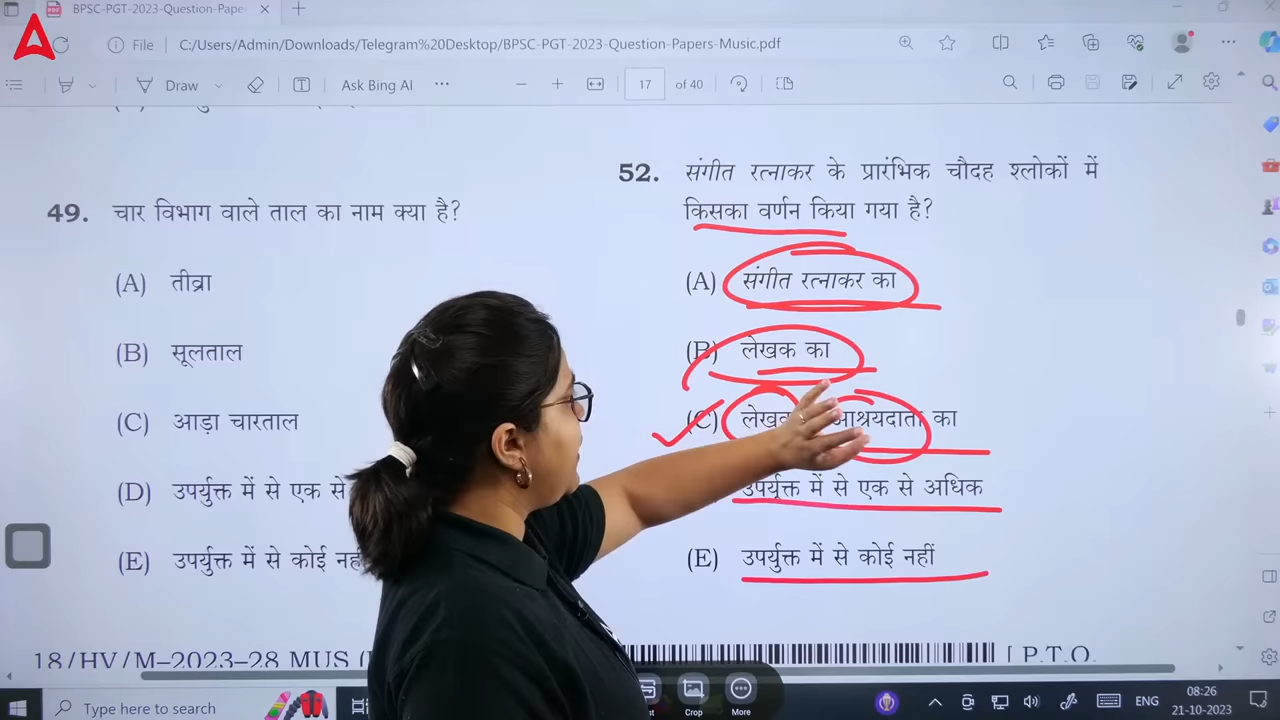 BPSC-PGT-2023-Question-Pape
File
C:/Users/Admin/Downloads/Telegram%20Desktop/BPSC-PGT-2023-Question-Papers-Music.pdf
Draw
Ask Bing AI
17
of 40
49. चार विभाग वाले ताल का नाम क्या है?
(A) तीव्रा
(B) सूलताल
(C) आड़ा चारताल
(D) उपर्युक्त में से एक से
(E) उपर्युक्त में से कोई
52. संगीत रत्नाकर के प्रारंभिक चौदह श्लोकों में
किसका वर्णन किया गया है?
(A) संगीत रत्नाकर का
(B) लेखक का
(C) आश्रयदाता का
उपर्युक्त में से एक से अधिक
(E) उपर्युक्त में से कोई नहीं
18/HV/M–2023–28 MUS
[ P.T.O.
Crop
More
Type here to search
ENG
08:26
21-10-2023